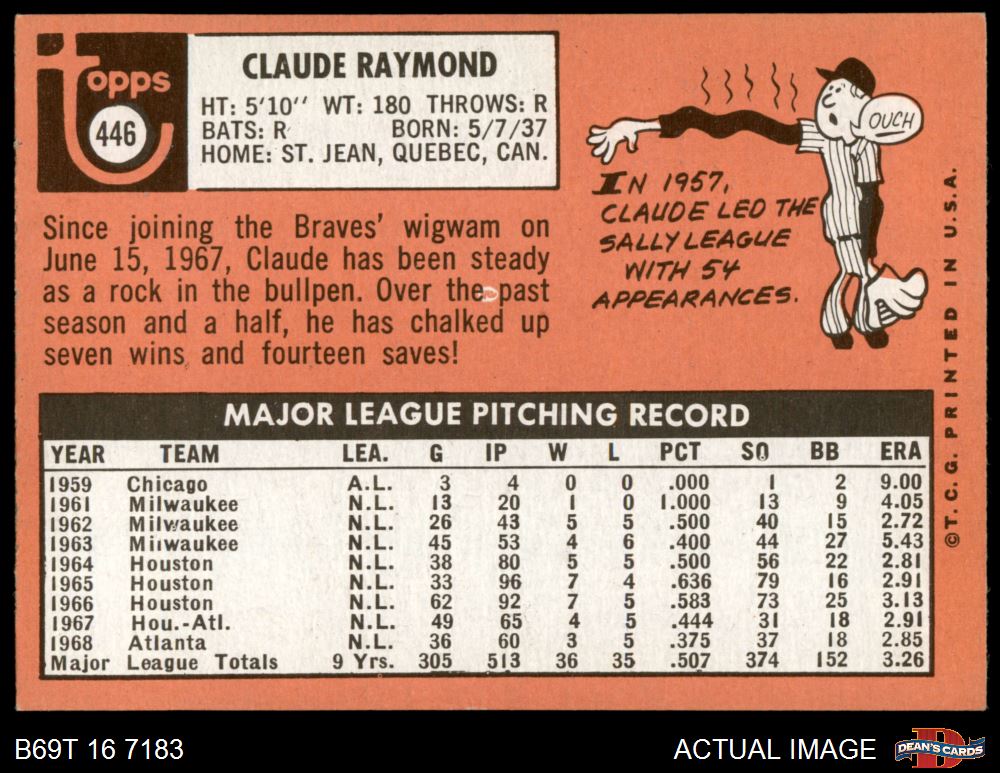 topps
446
CLAUDE RAYMOND
HT: 5'10'' WT: 180 THROWS: R
BATS: R BORN: 5/7/37
HOME: ST. JEAN, QUEBEC, CAN.
Since joining the Braves' wigwam on
June 15, 1967, Claude has been steady
as a rock in the bullpen. Over the past
season and a half, he has chalked up
seven wins and fourteen saves!
OUCH
IN 1957,
CLAUDE LED THE
SALLY LEAGUE
WITH 54
APPEARANCES.
©T.C.G. PRINTED IN U.S.A.
MAJOR LEAGUE PITCHING RECORD
YEAR TEAM LEA. G IP W L PCT SO BB ERA
1959 Chicago A.L. 3 4 0 0 .000 1 2 9.00
1961 Milwaukee N.L. 13 20 1 0 1.000 13 9 4.05
1962 Milwaukee N.L. 26 43 5 5 .500 40 15 2.72
1963 Milwaukee N.L. 45 53 4 6 .400 44 27 5.43
1964 Houston N.L. 38 80 5 5 .500 56 22 2.81
1965 Houston N.L. 33 96 7 4 .636 79 16 2.91
1966 Houston N.L. 62 92 7 5 .583 73 25 3.13
1967 Hou.-Atl. N.L. 49 65 4 5 .444 31 18 2.91
1968 Atlanta N.L. 36 60 3 5 .375 37 18 2.85
Major League Totals 9 Yrs. 305 513 36 35 .507 374 152 3.26
B69T 16 7183
ACTUAL IMAGE
DEAN'S CARDS